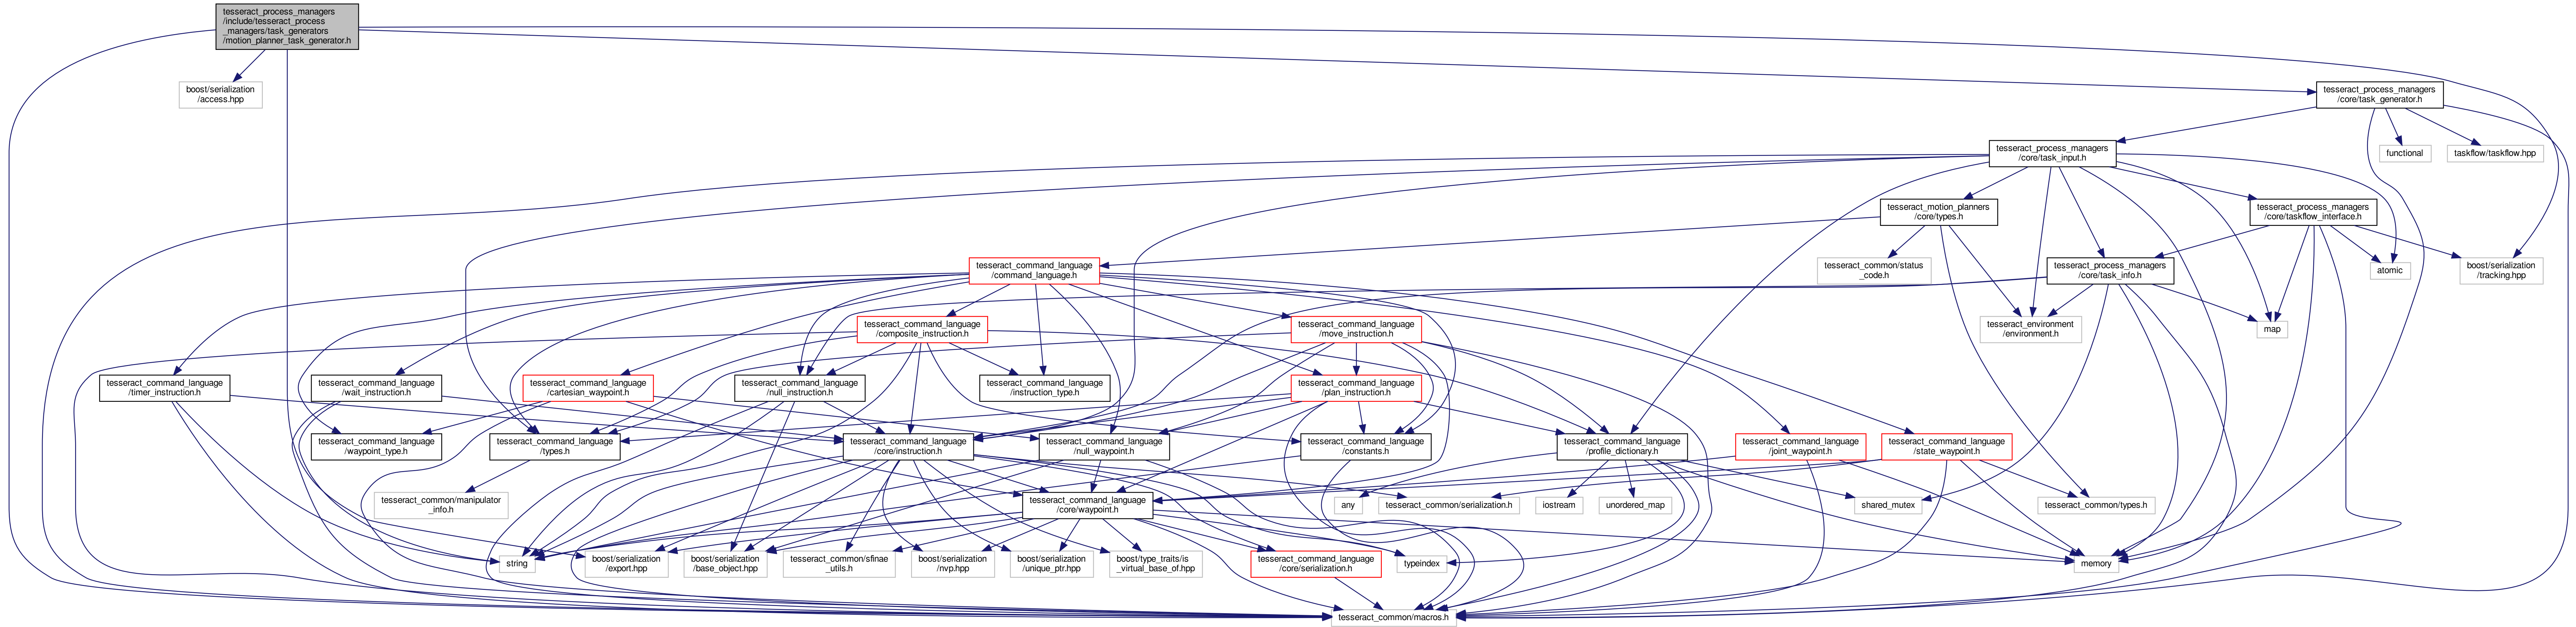 tesseract_process_managers
/include/tesseract_process
_managers/task_generators
/motion_planner_task_generator.h
boost/serialization
/access.hpp
tesseract_process_managers
/core/task_generator.h
tesseract_process_managers
/core/task_input.h
functional
taskflow/taskflow.hpp
tesseract_motion_planners
/core/types.h
tesseract_process_managers
/core/taskflow_interface.h
tesseract_command_language
/command_language.h
tesseract_common/status
_code.h
tesseract_process_managers
/core/task_info.h
atomic
boost/serialization
/tracking.hpp
tesseract_command_language
/composite_instruction.h
tesseract_command_language
/move_instruction.h
tesseract_environment
/environment.h
map
tesseract_command_language
/timer_instruction.h
tesseract_command_language
/wait_instruction.h
tesseract_command_language
/cartesian_waypoint.h
tesseract_command_language
/null_instruction.h
tesseract_command_language
/instruction_type.h
tesseract_command_language
/plan_instruction.h
tesseract_command_language
/waypoint_type.h
tesseract_command_language
/types.h
tesseract_command_language
/core/instruction.h
tesseract_command_language
/null_waypoint.h
tesseract_command_language
/constants.h
tesseract_command_language
/profile_dictionary.h
tesseract_command_language
/joint_waypoint.h
tesseract_command_language
/state_waypoint.h
tesseract_common/manipulator
_info.h
tesseract_command_language
/core/waypoint.h
any
tesseract_common/serialization.h
iostream
unordered_map
shared_mutex
tesseract_common/types.h
string
boost/serialization
/export.hpp
boost/serialization
/base_object.hpp
tesseract_common/sfinae
_utils.h
boost/serialization
/nvp.hpp
boost/serialization
/unique_ptr.hpp
boost/type_traits/is
_virtual_base_of.hpp
tesseract_command_language
/core/serialization.h
typeindex
memory
tesseract_common/macros.h